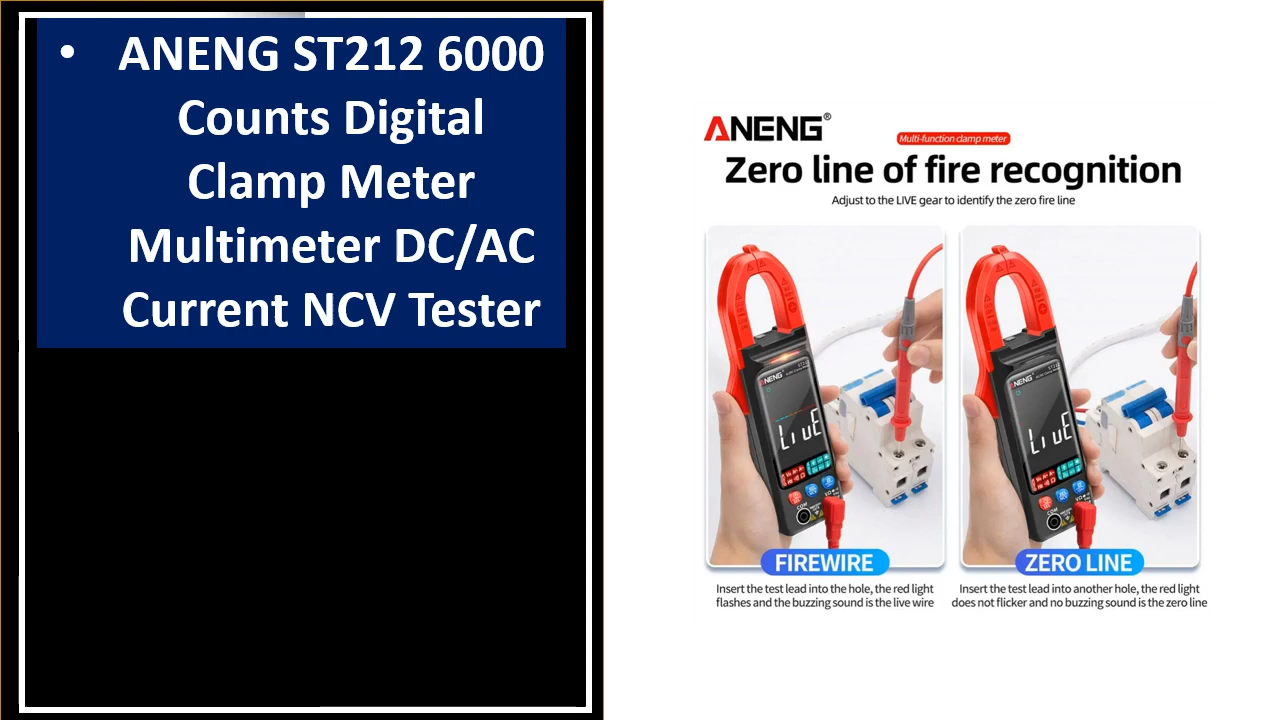 • ANENG ST212 6000
Counts Digital
Clamp Meter
Multimeter DC/AC
Current NCV Tester
ANENG®
Multi-function clamp meter
Zero line of fire recognition
Adjust to the LIVE gear to identify the zero fire line
ANENG
LIVE
COM
ANENG
LIVE
COM
FIREWIRE
ZERO LINE
Insert the test lead into the hole, the red light
flashes and the buzzing sound is the live wire
Insert the test lead into another hole, the red light
does not flicker and no buzzing sound is the zero line